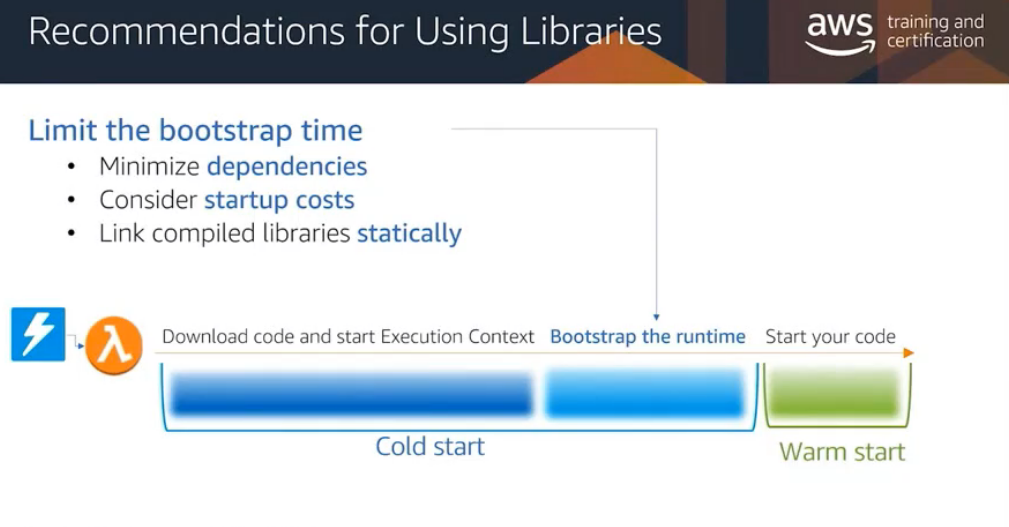 Recommendations for Using Libraries
aws training and
certification
Limit the bootstrap time
• Minimize dependencies
• Consider startup costs
• Link compiled libraries statically
λ
Download code and start Execution Context Bootstrap the runtime Start your code
Cold start
Warm start